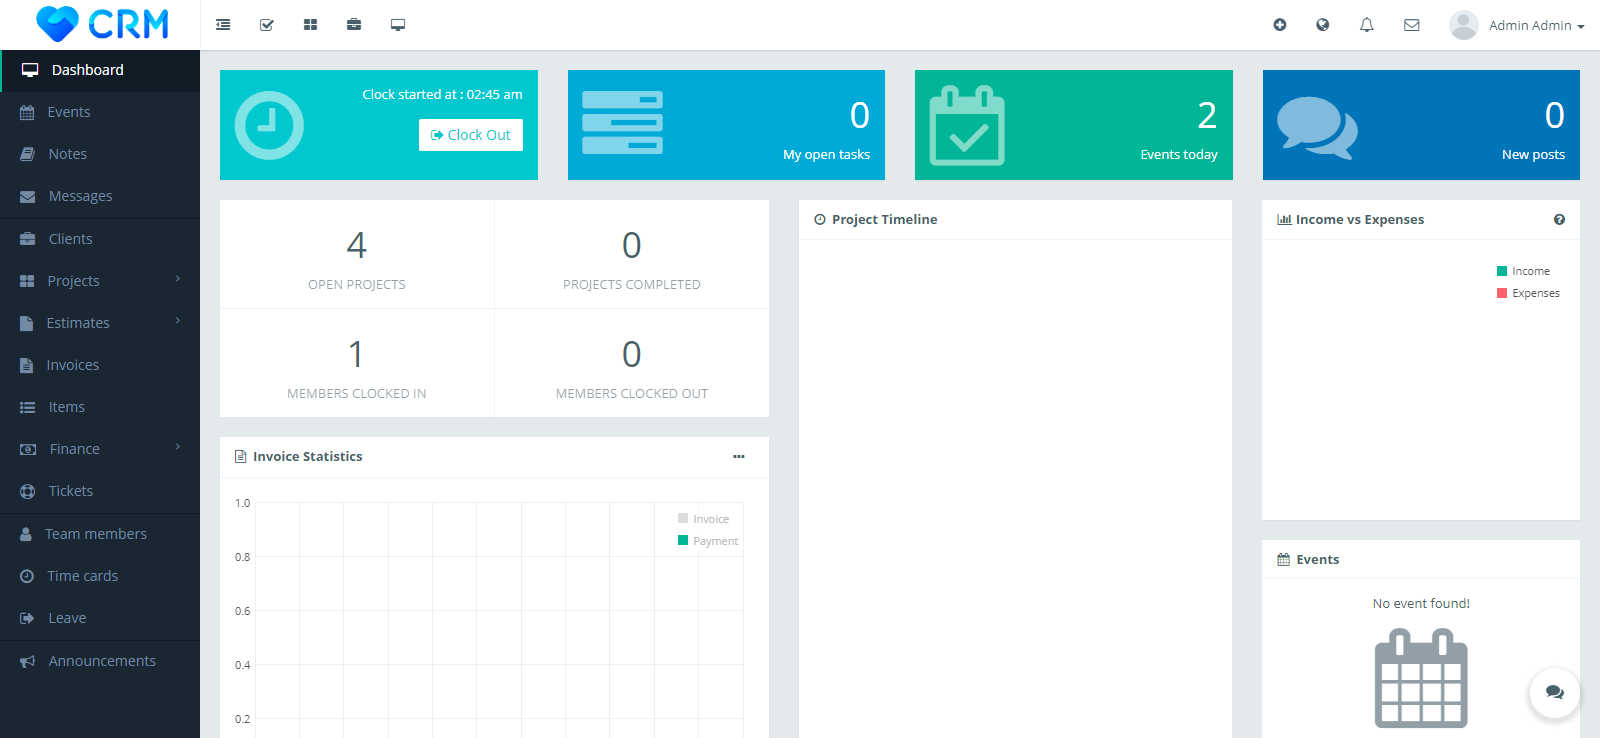 CRM
Admin Admin
Dashboard
Events
Notes
Messages
Clients
Projects
Estimates
Invoices
Items
Finance
Tickets
Team members
Time cards
Leave
Announcements
Clock started at : 02:45 am
Clock Out
0
My open tasks
2
Events today
0
New posts
4
OPEN PROJECTS
0
PROJECTS COMPLETED
1
MEMBERS CLOCKED IN
0
MEMBERS CLOCKED OUT
Invoice Statistics
1.0
0.8
0.6
0.4
0.2
Invoice
Payment
Project Timeline
Income vs Expenses
Income
Expenses
Events
No event found!